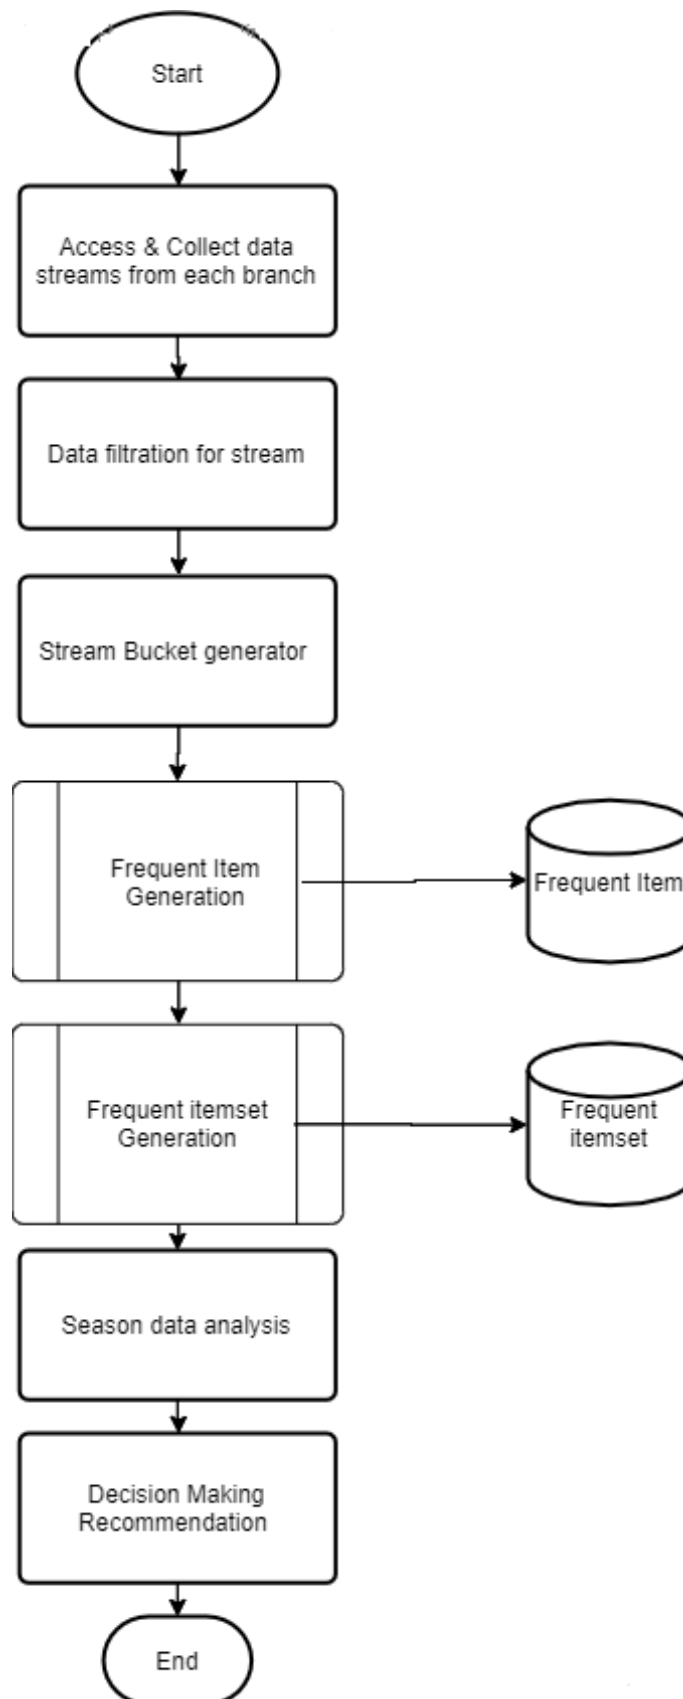 Start
Access & Collect data
streams from each branch
Data filtration for stream
Stream Bucket generator
Frequent Item
Generation
Frequent Item
Frequent itemset
Generation
Frequent
itemset
Season data analysis
Decision Making
Recommendation
End